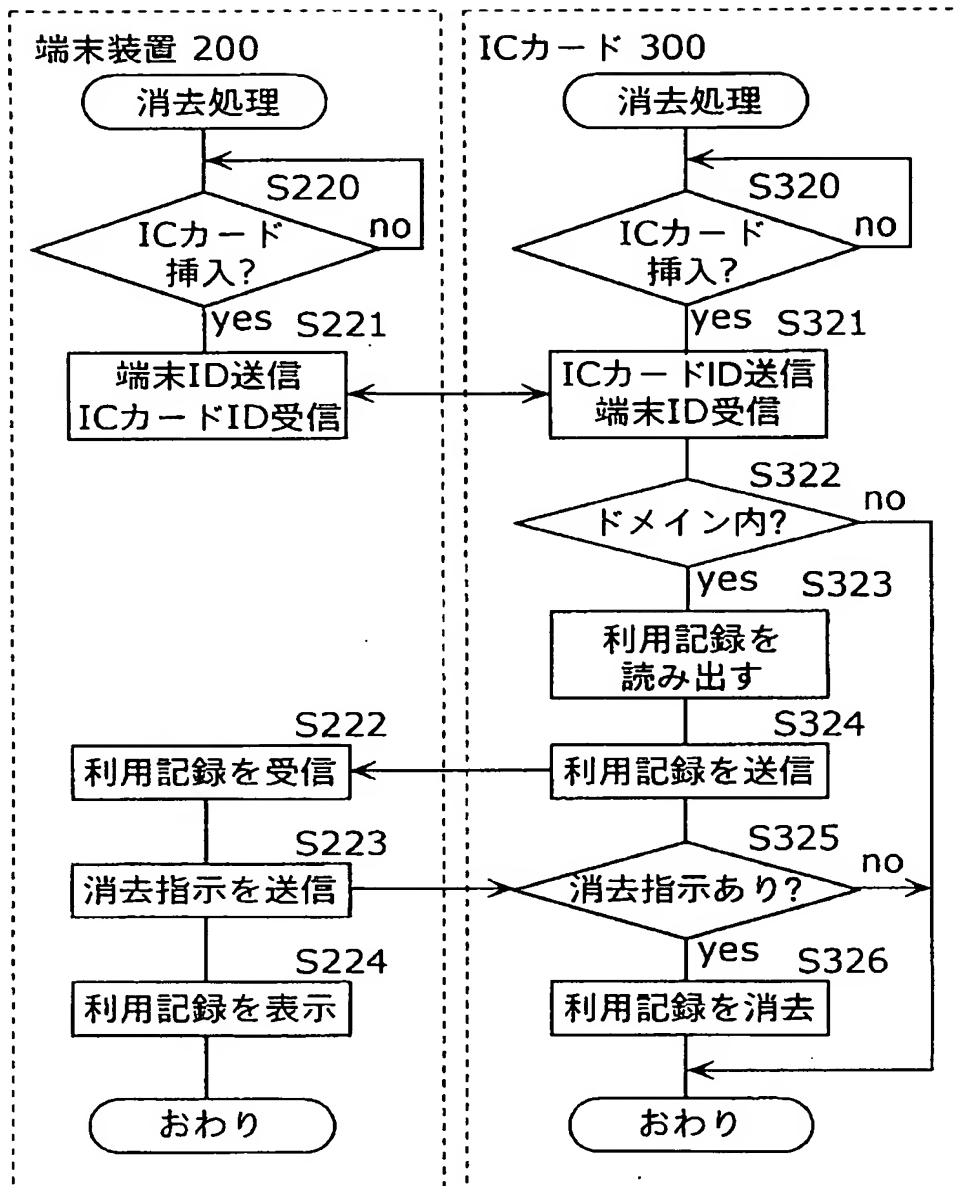 端末装置 200
消去処理
S220
ICカード
挿入?
no
yes
S221
端末ID送信
ICカードID受信
S222
利用記録を受信
S223
消去指示を送信
S224
利用記録を表示
おわり
ICカード 300
消去処理
S320
ICカード
挿入?
no
yes
S321
ICカードID送信
端末ID受信
S322
ドメイン内?
no
yes
S323
利用記録を
読み出す
S324
利用記録を送信
S325
消去指示あり?
no
yes
S326
利用記録を消去
おわり